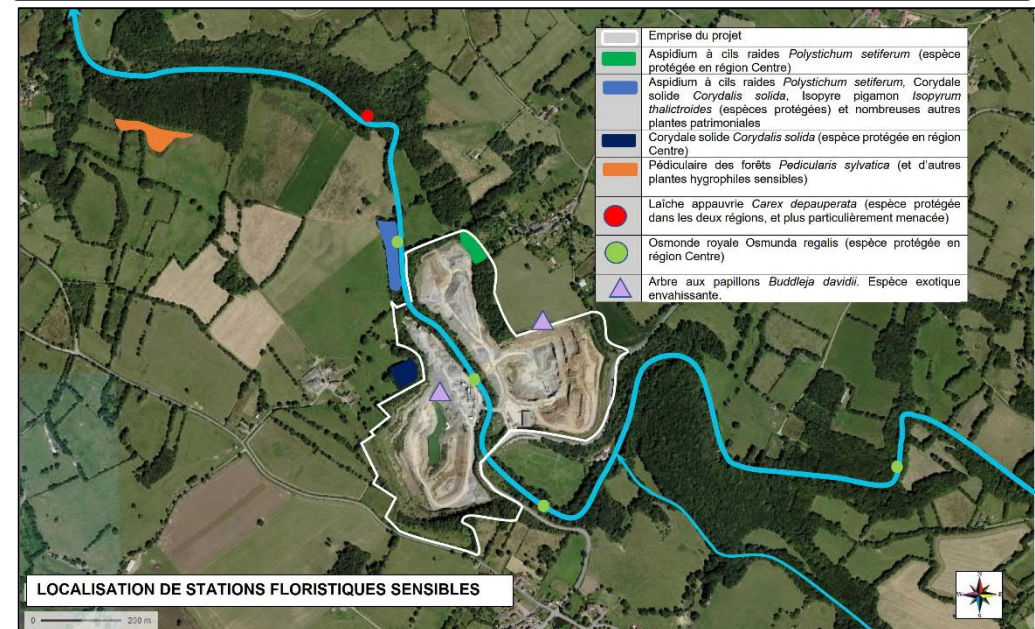 Emprise du projet
Aspidium à cils raides Polystichum setiferum (espèce
protégée en région Centre)
Aspidium à cils raides Polystichum setiferum, Corydale
solide Corydalis solida, Isopyre pigamon Isopyrum
thalictroides (espèces protégées) et nombreuses autres
plantes patrimoniales
Corydale solide Corydalis solida (espèce protégée en région
Centre)
Pédiculaire des forêts Pedicularis sylvatica (et d'autres
plantes hygrophiles sensibles)
Laîche appauvrie Carex depauperata (espèce protégée
dans les deux régions, et plus particulièrement menacée)
Osmonde royale Osmunda regalis (espèce protégée en
région Centre)
Arbre aux papillons Buddleja davidii. Espèce exotique
envahissante.
LOCALISATION DE STATIONS FLORISTIQUES SENSIBLES
0 200 m